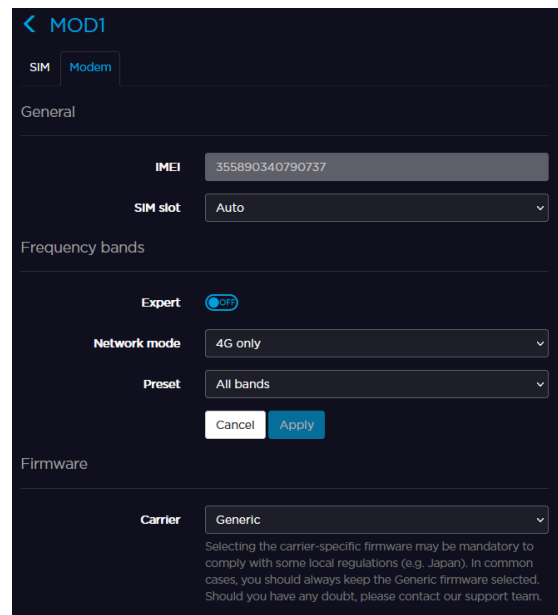 MOD1
SIM Modem
General
IMEI 355890340790737
SIM slot Auto
Frequency bands
Expert OFF
Network mode 4G only
Preset All bands
Cancel Apply
Firmware
Carrier Generic
Selecting the carrier-specific firmware may be mandatory to
comply with some local regulations (e.g. Japan). In common
cases, you should always keep the Generic firmware selected.
Should you have any doubt, please contact our support team.